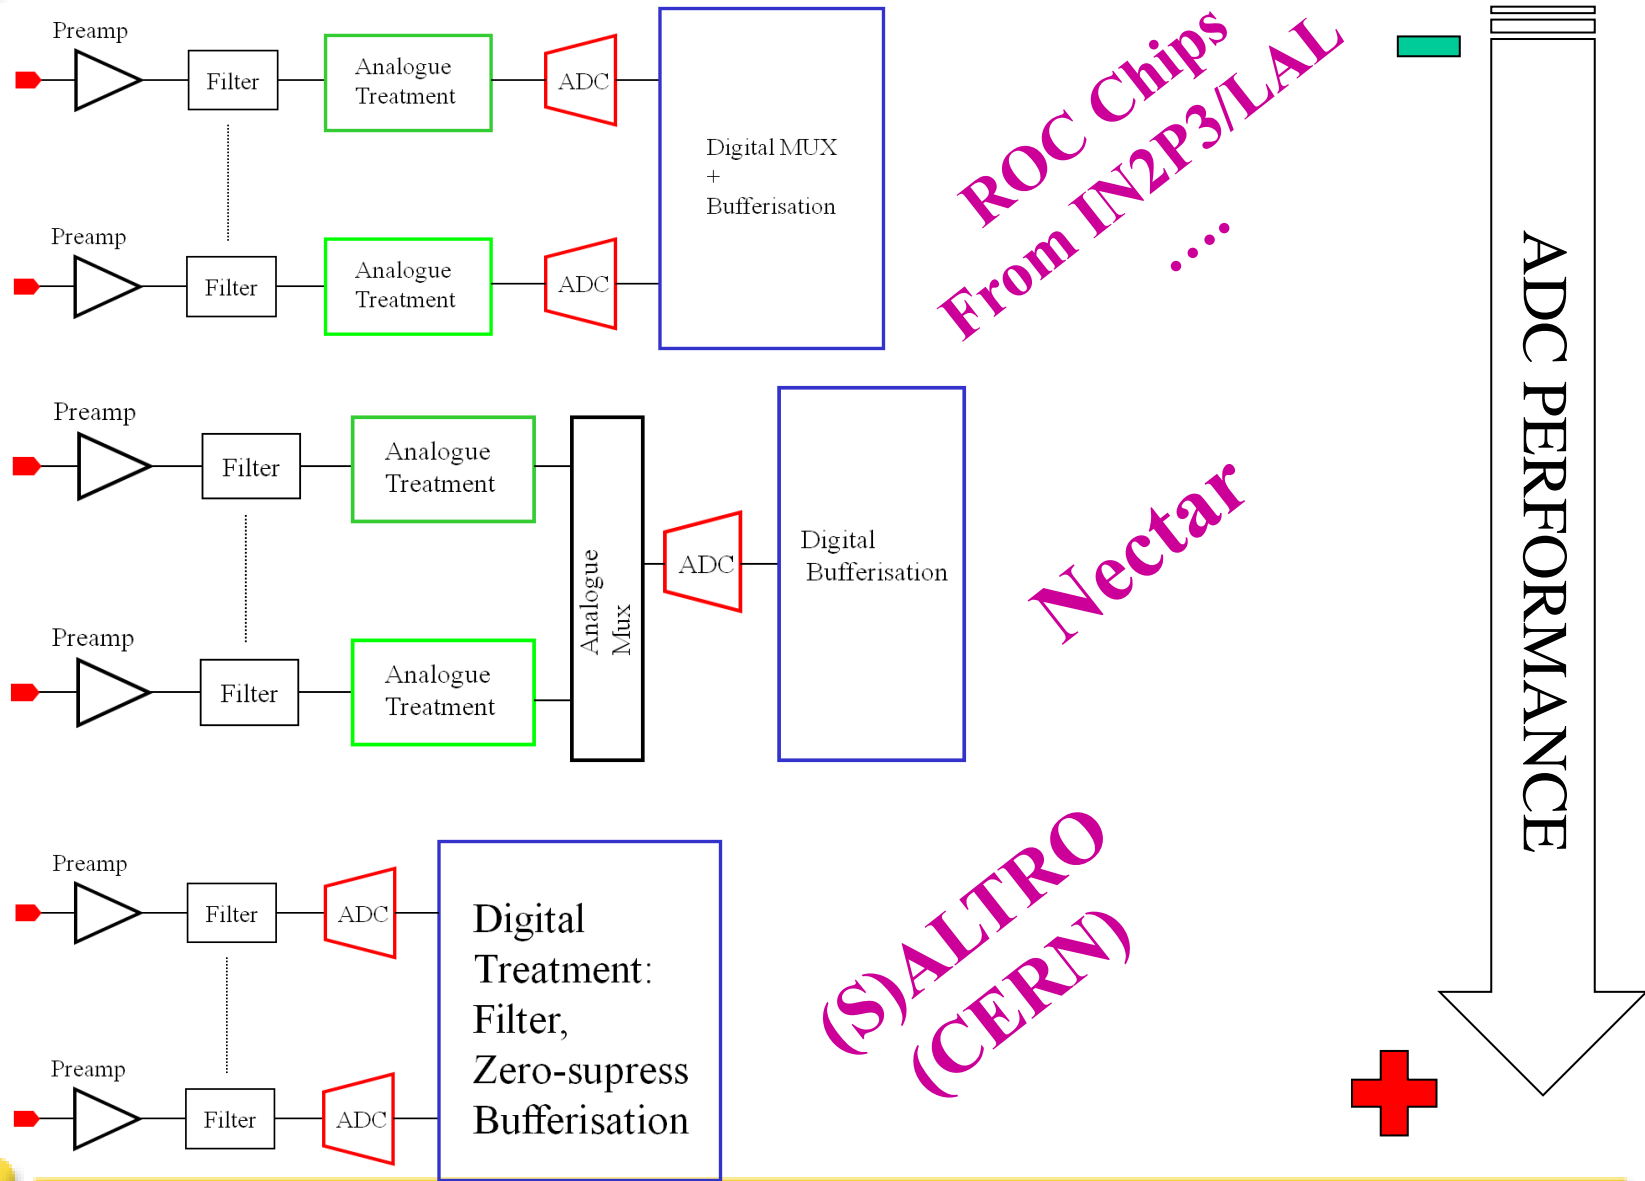 Preamp
Filter
Analogue
Treatment
ADC
Preamp
Filter
Analogue
Treatment
ADC
Digital MUX
+
Bufferisation
ROC Chips
From IN2P3/LAL
....
Preamp
Filter
Analogue
Treatment
Preamp
Filter
Analogue
Treatment
Analogue
Mux
ADC
Digital
Bufferisation
Nectar
Preamp
Filter
ADC
Preamp
Filter
ADC
Digital
Treatment:
Filter,
Zero-supress
Bufferisation
(S)ALTRO
(CERN)
ADC PERFORMANCE